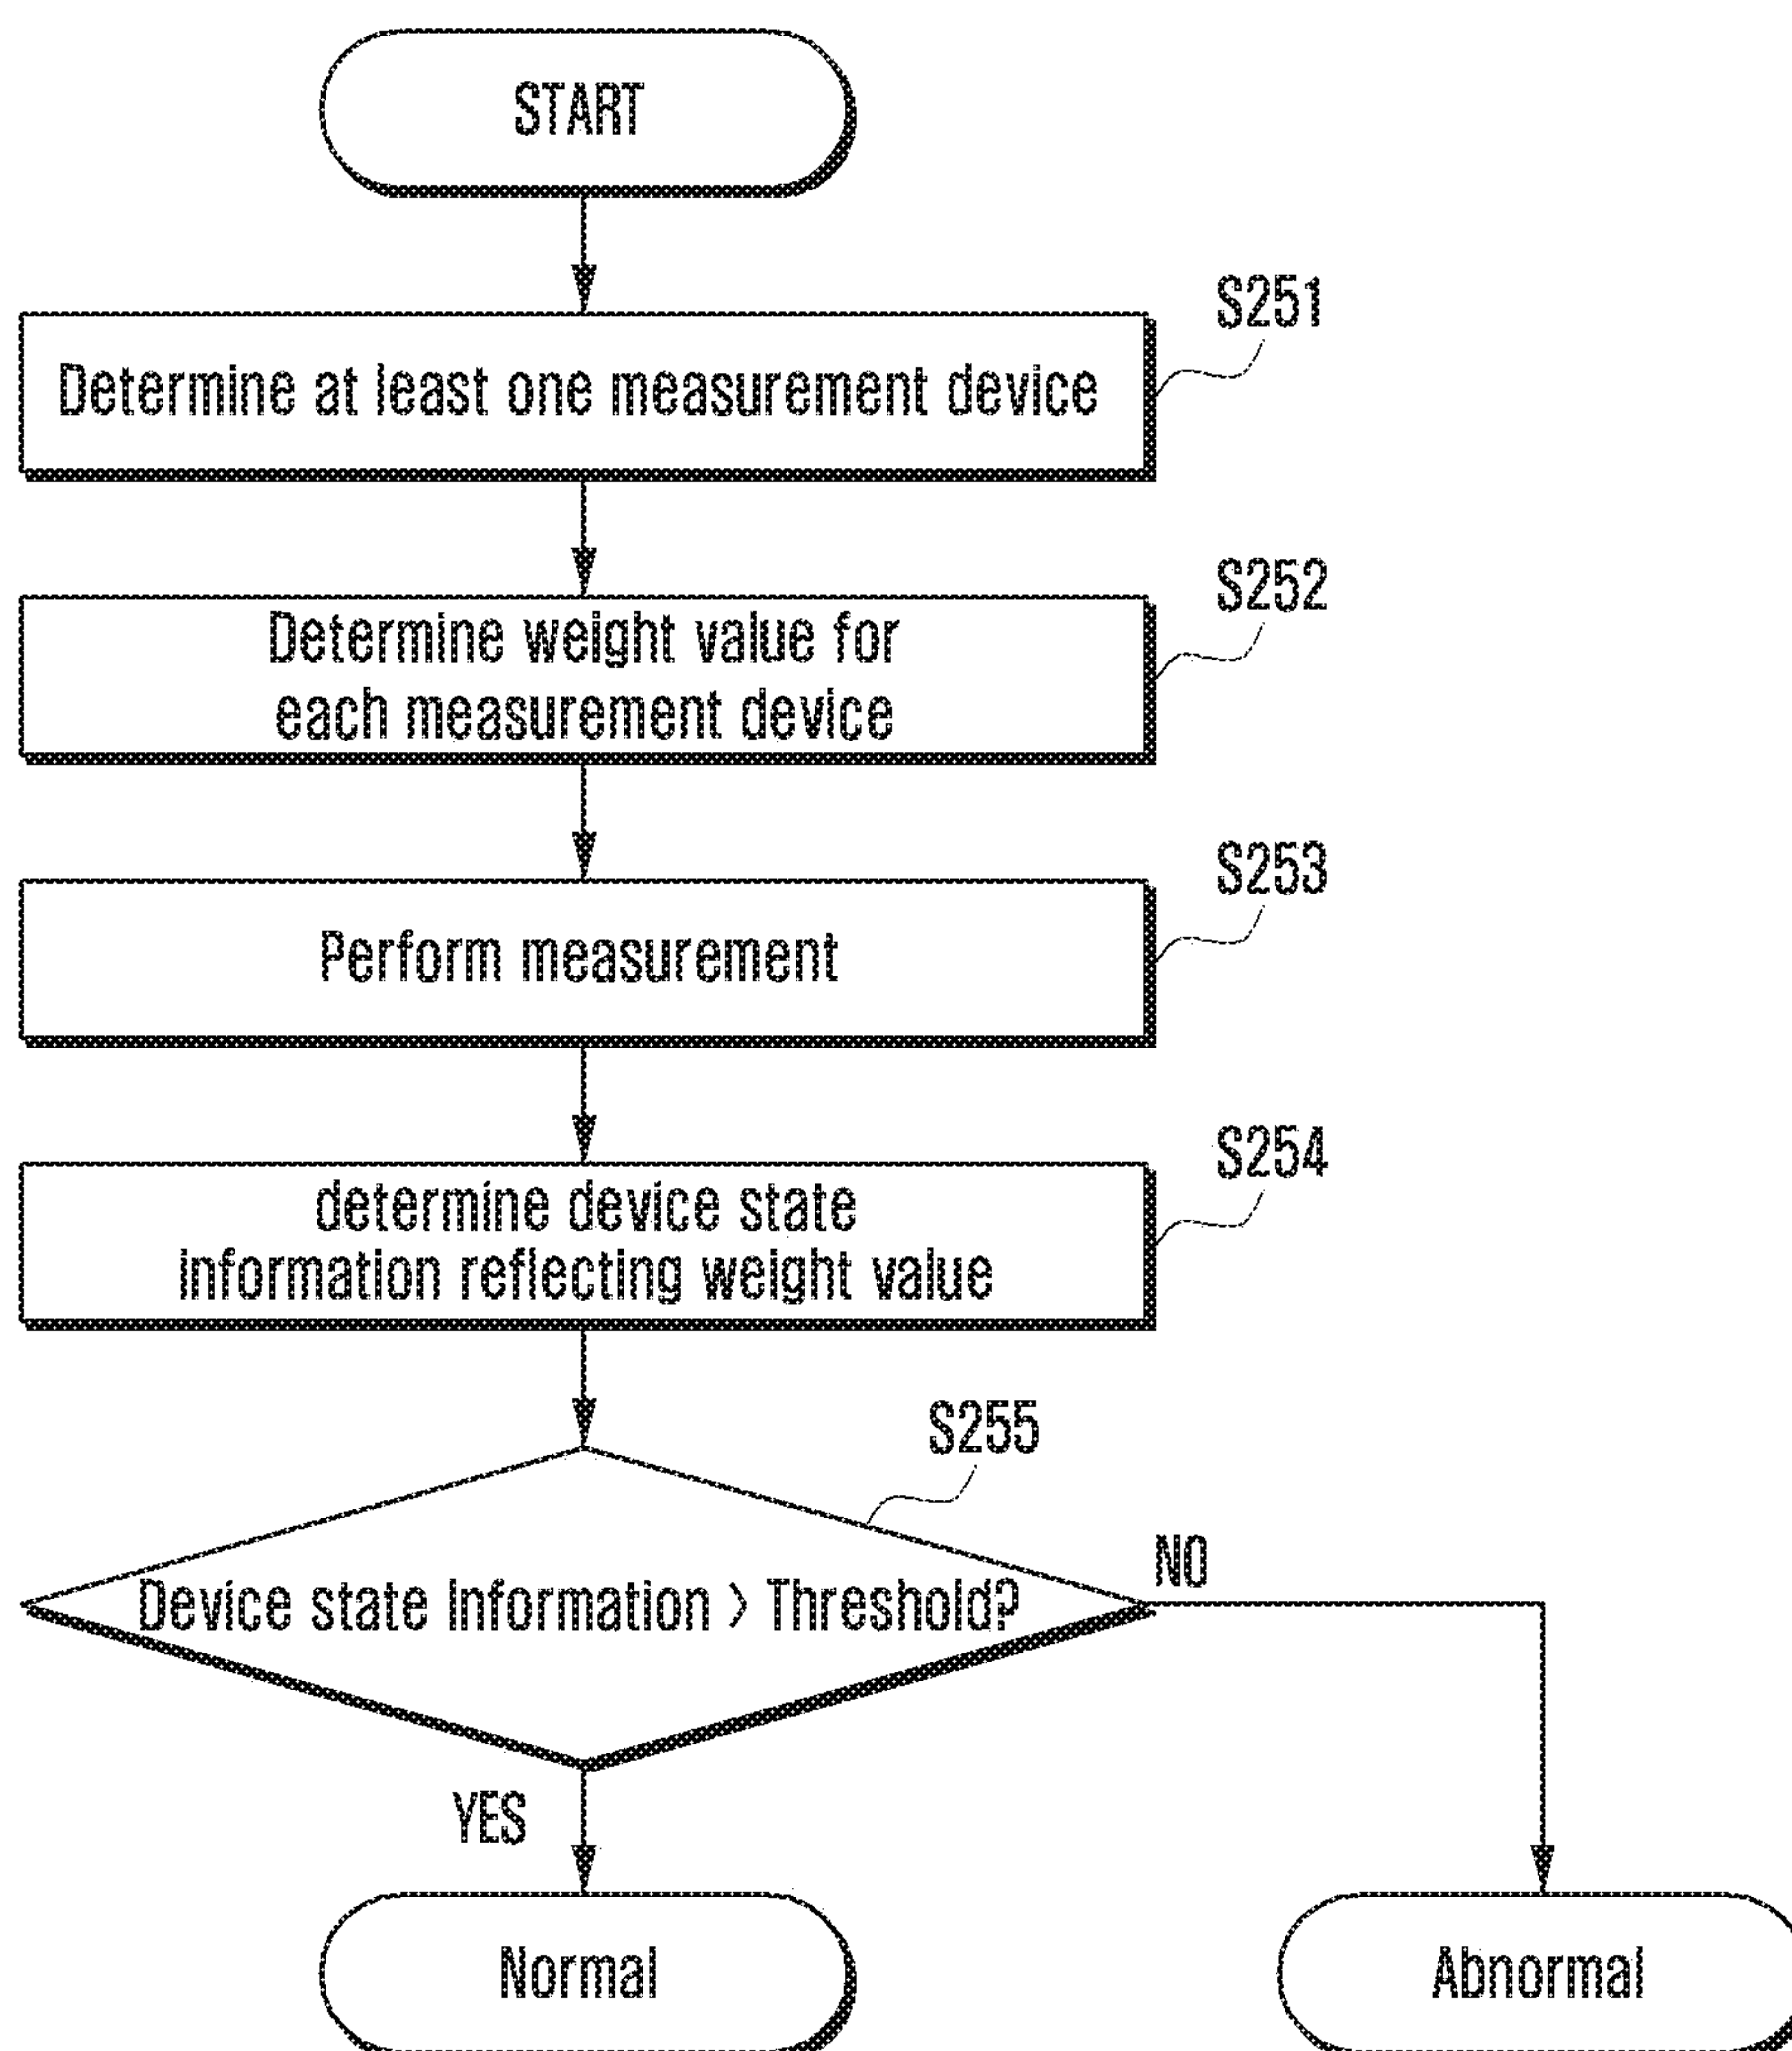 START
S251
Determine at least one measurement device
S252
Determine weight value for
each measurement device
S253
Perform measurement
S254
determine device state
information reflecting weight value
S255
Device state Information > Threshold?
NO
YES
Normal
Abnormal